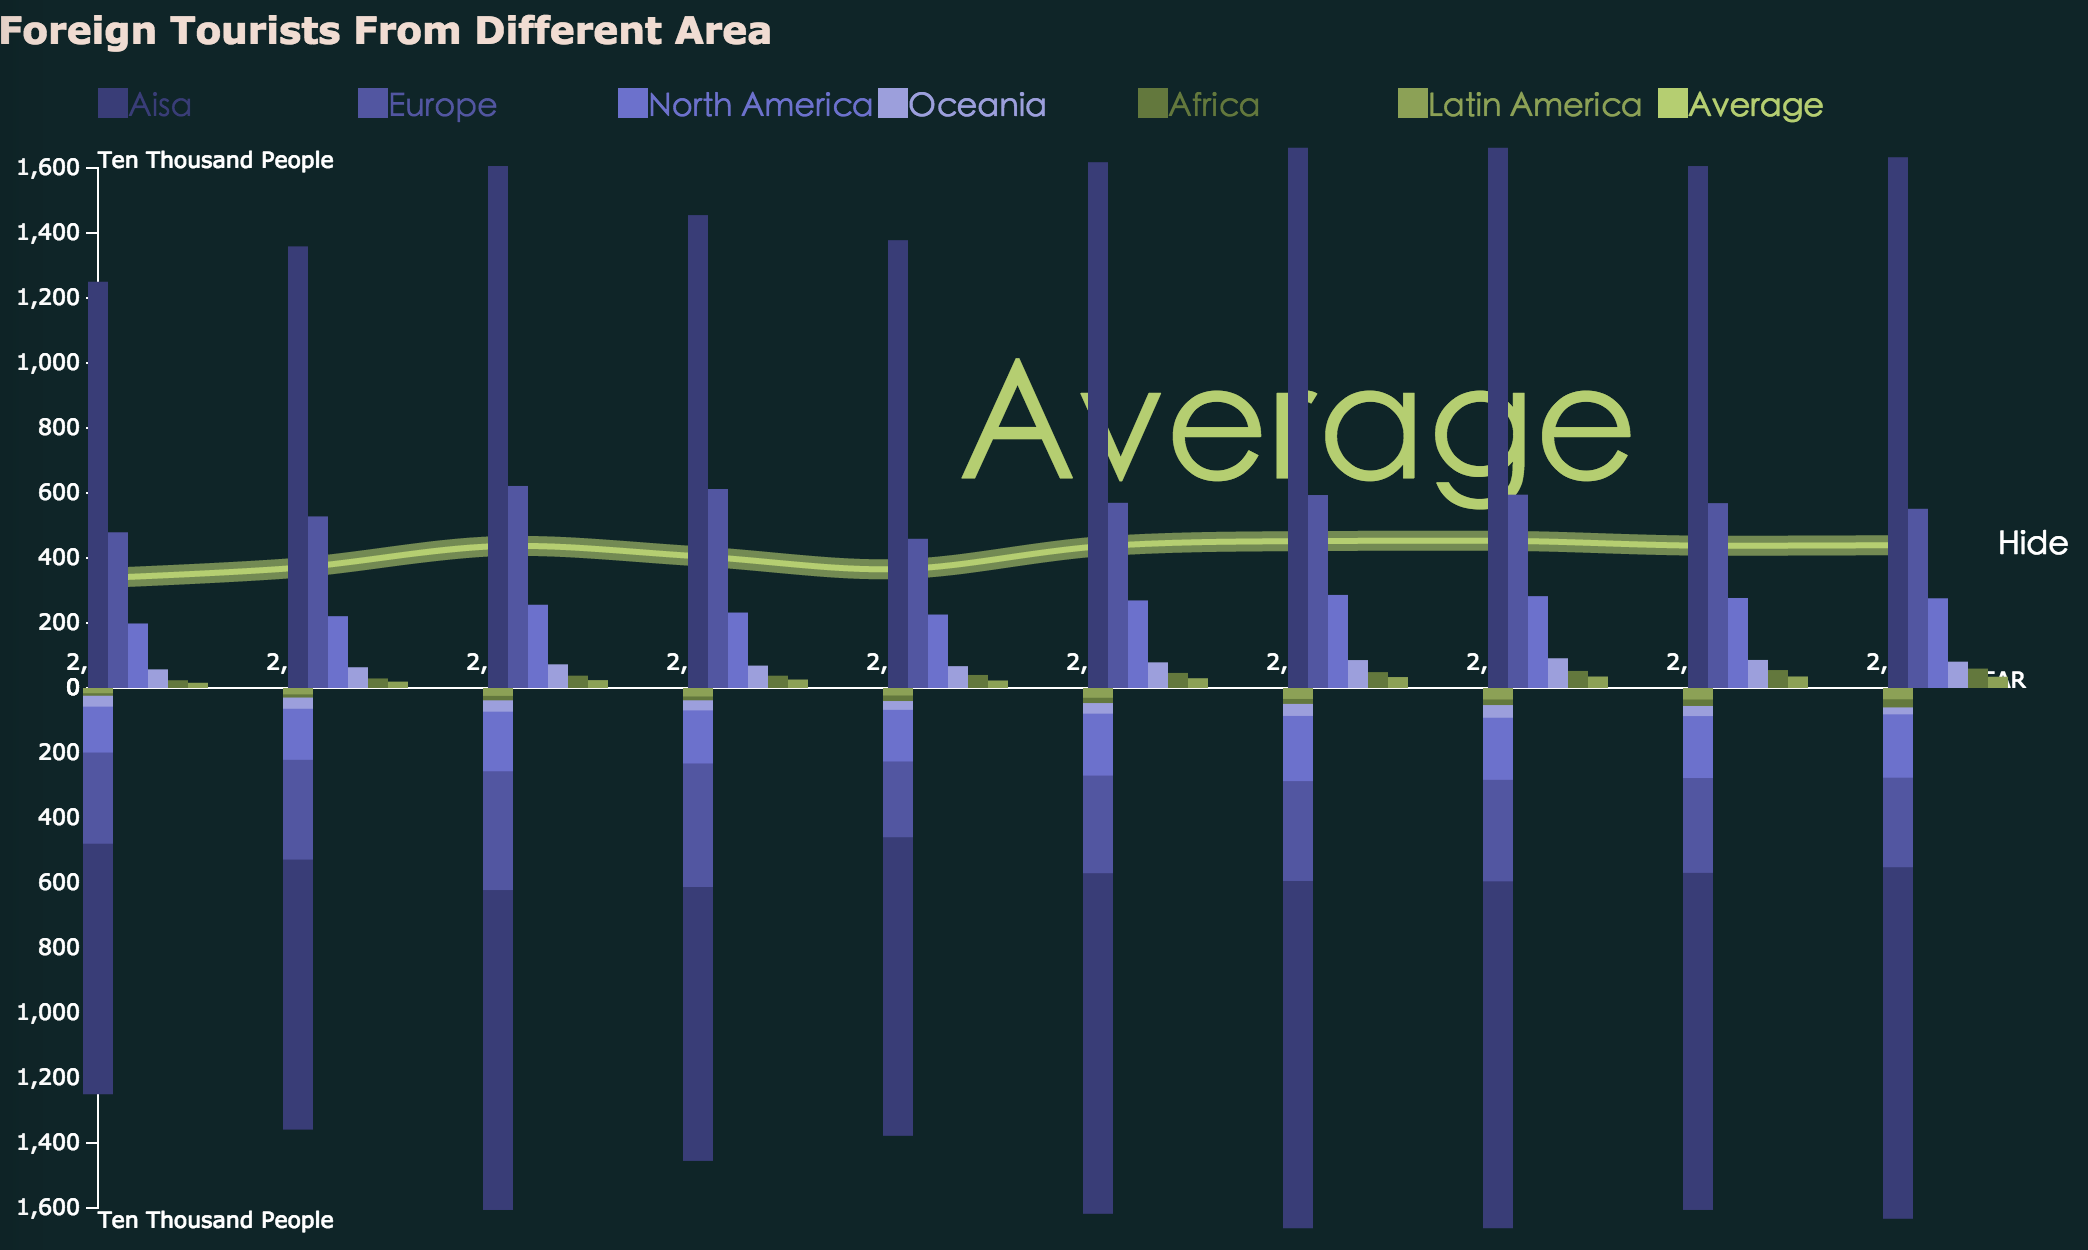 Foreign Tourists From Different Area
Aisa Europe North America Oceania Africa Latin America Average
Ten Thousand People
1,600
1,400
1,200
1,000
800
600
400
200
0
Average
Hide
2, 2, 2, 2, 2, 2, 2, 2, 2, 2,
200
400
600
800
1,000
1,200
1,400
1,600
Ten Thousand People